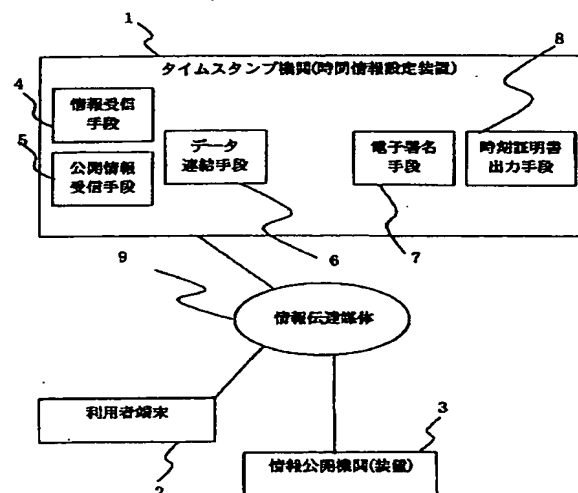 1
タイムスタンプ機関(時間情報設定装置)
8
4
情報受信
手段
5
公開情報
受信手段
データ
連結手段
電子署名
手段
時刻証明書
出力手段
6
7
9
情報伝達媒体
利用者端末
2
3
情報公開機関(装置)